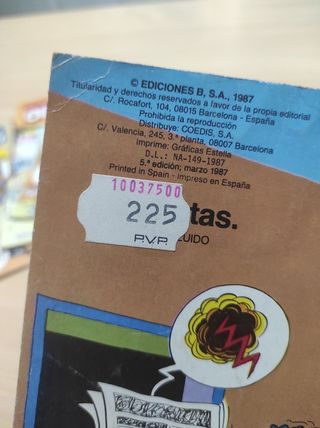 © EDICIONES B, S.A., 1987
Titularidad y derechos reservados a favor de la propia editorial
C/. Rocafort, 104, 08015 Barcelona - España
Prohibida la reproducción
Distribuye: COEDIS, S.A.
C/. Valencia, 245, 3.ª planta, 08007 Barcelona
Imprime: Gráficas Estella
D.L.: NA-149-1987
5.ª edición; marzo 1987
Printed in Spain - Impreso en España
10037500
225 tas.
P.V.P. UIDO